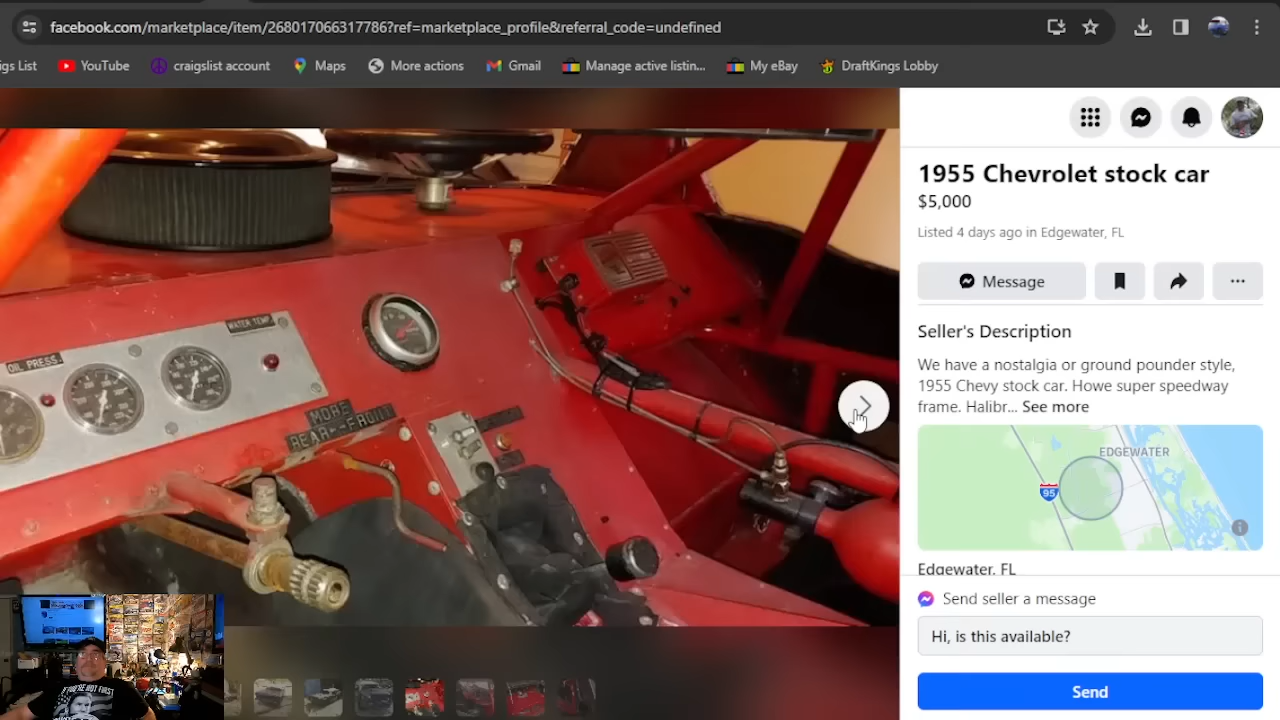 facebook.com/marketplace/item/268017066317786?ref=marketplace_profile&referral_code=undefined
igs List YouTube craigslist account Maps More actions Gmail Manage active listin... My eBay DraftKings Lobby
1955 Chevrolet stock car
$5,000
Listed 4 days ago in Edgewater, FL
Message
Seller's Description
We have a nostalgia or ground pounder style,
1955 Chevy stock car. Howe super speedway
frame. Halibr... See more
EDGEWATER
95
Edgewater, FL
Send seller a message
Hi, is this available?
Send
WATER TEMP.
OIL PRESS.
MORE
REAR--FRONT
IF YOU'RE NOT FIRST